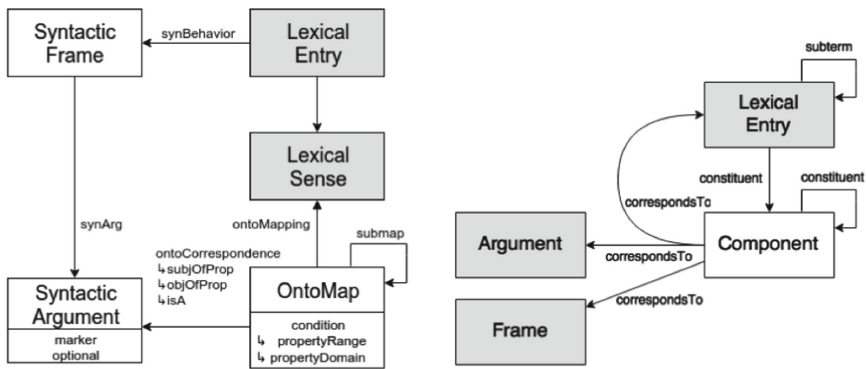 Syntactic
Frame
synBehavior
Lexical
Entry
Lexical
Sense
synArg
ontoMapping
submap
ontoCorrespondence
↳subjOfProp
↳objOfProp
↳isA
Syntactic
Argument
marker
optional
OntoMap
condition
↳ propertyRange
↳ propertyDomain
subterm
Lexical
Entry
constituent
constituent
correspondsTo
Argument
correspondsTo
Component
correspondsTo
Frame